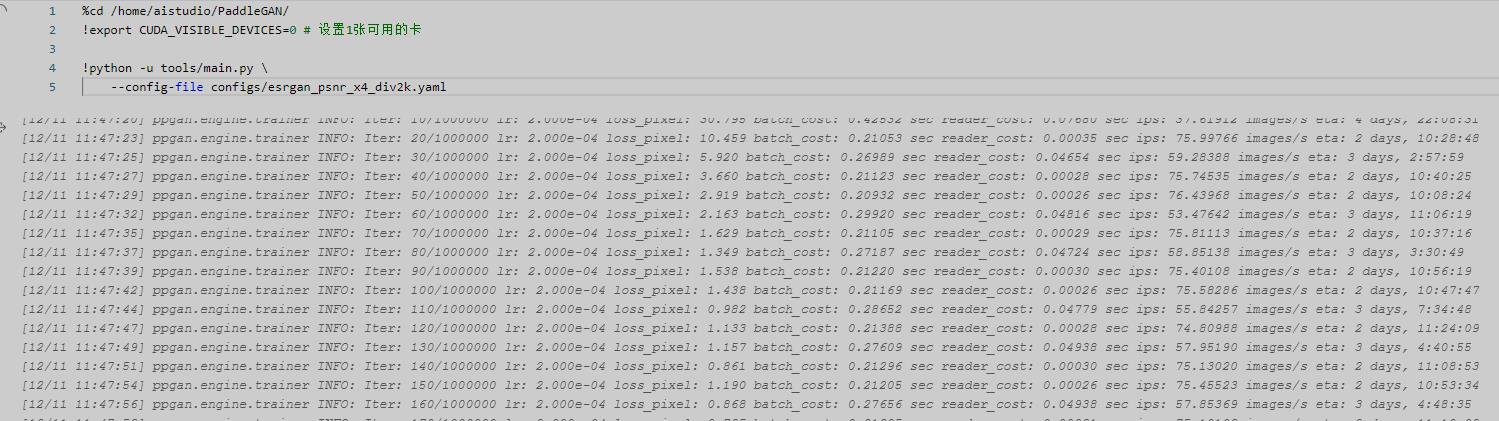 1 %cd /home/aistudio/PaddleGAN/
2 !export CUDA_VISIBLE_DEVICES=0 # 设置1张可用的卡
3
4 !python -u tools/main.py \
5 --config-file configs/esrgan_psnr_x4_div2k.yaml
[12/11 11:47:20] ppgan.engine.trainer INFO: Iter: 10/1000000 lr: 2.000e-04 loss_pixel: batch_cost: sec reader_cost: sec ips: images/s eta: 4 days,
[12/11 11:47:23] ppgan.engine.trainer INFO: Iter: 20/1000000 lr: 2.000e-04 loss_pixel: 10.459 batch_cost: 0.21053 sec reader_cost: 0.00035 sec ips: 75.99766 images/s eta: 2 days, 10:28:48
[12/11 11:47:25] ppgan.engine.trainer INFO: Iter: 30/1000000 lr: 2.000e-04 loss_pixel: 5.920 batch_cost: 0.26989 sec reader_cost: 0.04654 sec ips: 59.28388 images/s eta: 3 days, 2:57:59
[12/11 11:47:27] ppgan.engine.trainer INFO: Iter: 40/1000000 lr: 2.000e-04 loss_pixel: 3.660 batch_cost: 0.21123 sec reader_cost: 0.00028 sec ips: 75.74535 images/s eta: 2 days, 10:40:25
[12/11 11:47:29] ppgan.engine.trainer INFO: Iter: 50/1000000 lr: 2.000e-04 loss_pixel: 2.919 batch_cost: 0.20932 sec reader_cost: 0.00026 sec ips: 76.43968 images/s eta: 2 days, 10:08:24
[12/11 11:47:32] ppgan.engine.trainer INFO: Iter: 60/1000000 lr: 2.000e-04 loss_pixel: 2.163 batch_cost: 0.29920 sec reader_cost: 0.04816 sec ips: 53.47642 images/s eta: 3 days, 11:06:19
[12/11 11:47:35] ppgan.engine.trainer INFO: Iter: 70/1000000 lr: 2.000e-04 loss_pixel: 1.629 batch_cost: 0.21105 sec reader_cost: 0.00029 sec ips: 75.81113 images/s eta: 2 days, 10:37:16
[12/11 11:47:37] ppgan.engine.trainer INFO: Iter: 80/1000000 lr: 2.000e-04 loss_pixel: 1.349 batch_cost: 0.27187 sec reader_cost: 0.04724 sec ips: 58.85138 images/s eta: 3 days, 3:30:49
[12/11 11:47:39] ppgan.engine.trainer INFO: Iter: 90/1000000 lr: 2.000e-04 loss_pixel: 1.538 batch_cost: 0.21220 sec reader_cost: 0.00030 sec ips: 75.40108 images/s eta: 2 days, 10:56:19
[12/11 11:47:42] ppgan.engine.trainer INFO: Iter: 100/1000000 lr: 2.000e-04 loss_pixel: 1.438 batch_cost: 0.21169 sec reader_cost: 0.00026 sec ips: 75.58286 images/s eta: 2 days, 10:47:47
[12/11 11:47:44] ppgan.engine.trainer INFO: Iter: 110/1000000 lr: 2.000e-04 loss_pixel: 0.982 batch_cost: 0.28652 sec reader_cost: 0.04779 sec ips: 55.84257 images/s eta: 3 days, 7:34:48
[12/11 11:47:47] ppgan.engine.trainer INFO: Iter: 120/1000000 lr: 2.000e-04 loss_pixel: 1.133 batch_cost: 0.21388 sec reader_cost: 0.00028 sec ips: 74.80988 images/s eta: 2 days, 11:24:09
[12/11 11:47:49] ppgan.engine.trainer INFO: Iter: 130/1000000 lr: 2.000e-04 loss_pixel: 1.157 batch_cost: 0.27609 sec reader_cost: 0.04938 sec ips: 57.95190 images/s eta: 3 days, 4:40:55
[12/11 11:47:51] ppgan.engine.trainer INFO: Iter: 140/1000000 lr: 2.000e-04 loss_pixel: 0.861 batch_cost: 0.21296 sec reader_cost: 0.00030 sec ips: 75.13020 images/s eta: 2 days, 11:08:53
[12/11 11:47:54] ppgan.engine.trainer INFO: Iter: 150/1000000 lr: 2.000e-04 loss_pixel: 1.190 batch_cost: 0.21205 sec reader_cost: 0.00026 sec ips: 75.45523 images/s eta: 2 days, 10:53:34
[12/11 11:47:56] ppgan.engine.trainer INFO: Iter: 160/1000000 lr: 2.000e-04 loss_pixel: 0.868 batch_cost: 0.27656 sec reader_cost: 0.04938 sec ips: 57.85369 images/s eta: 3 days, 4:48:35